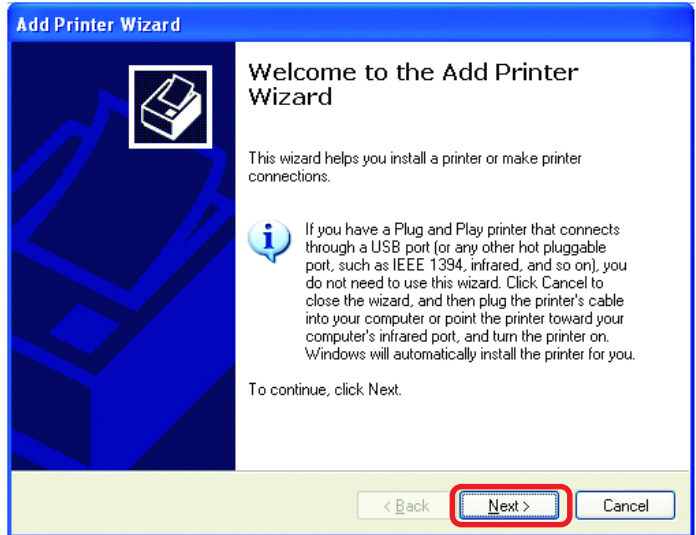 Add Printer Wizard
Welcome to the Add Printer
Wizard
This wizard helps you install a printer or make printer
connections.
If you have a Plug and Play printer that connects
through a USB port (or any other hot pluggable
port, such as IEEE 1394, infrared, and so on), you
do not need to use this wizard. Click Cancel to
close the wizard, and then plug the printer's cable
into your computer or point the printer toward your
computer's infrared port, and turn the printer on.
Windows will automatically install the printer for you.
To continue, click Next.
< Back Next > Cancel